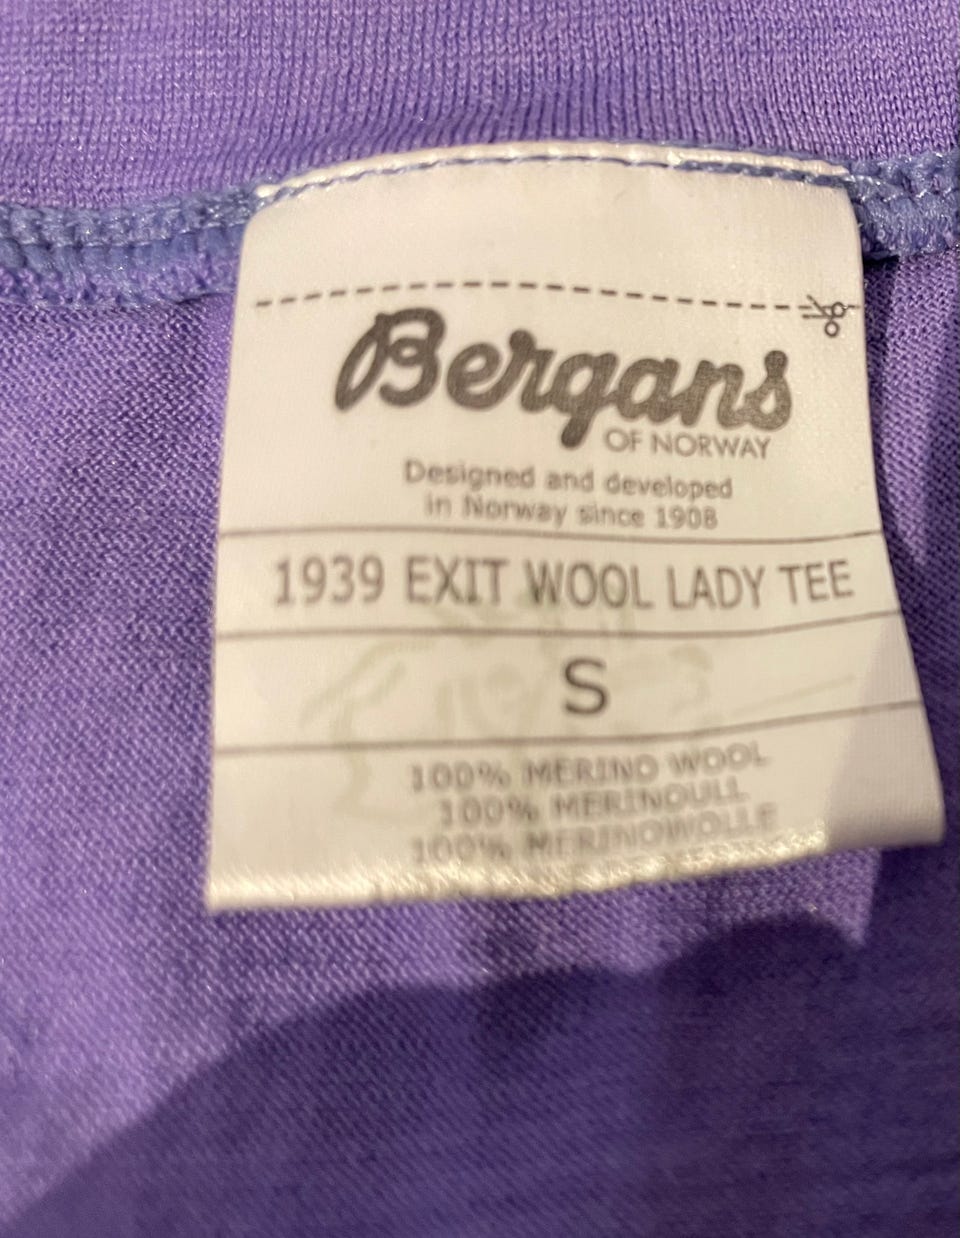 Bergans
OF NORWAY
Designed and developed
in Norway since 1908
1939 EXIT WOOL LADY TEE
S
100% MERINO WOOL
100% MERINOULL
100% MERINOWOLLE